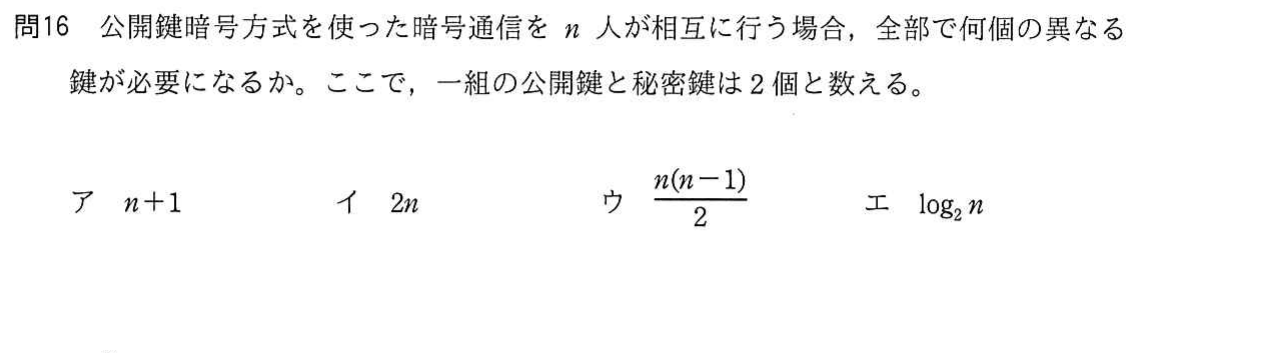 問16 公開鍵暗号方式を使った暗号通信を n 人が相互に行う場合，全部で何個の異なる
鍵が必要になるか。ここで，一組の公開鍵と秘密鍵は 2 個と数える。
ア n＋1 イ 2n ウ n(n－1)/2 エ log₂ n